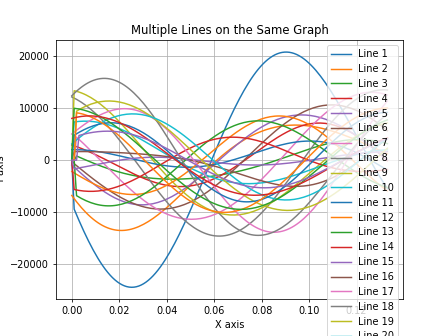 Multiple Lines on the Same Graph
20000
10000
0
−10000
−20000
0.00
0.02
0.04
0.06
0.08
0.10
X axis
Line 1
Line 2
Line 3
Line 4
Line 5
Line 6
Line 7
Line 8
Line 9
Line 10
Line 11
Line 12
Line 13
Line 14
Line 15
Line 16
Line 17
Line 18
Line 19
Line 20